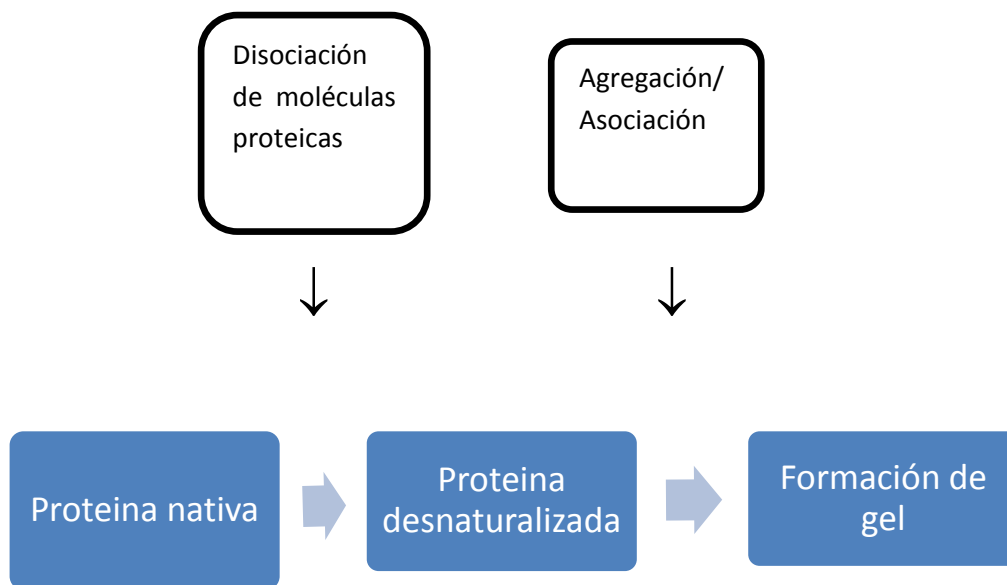 Disociación
de moléculas
proteicas
Agregación/
Asociación
Proteina nativa
Proteina
desnaturalizada
Formación de
gel